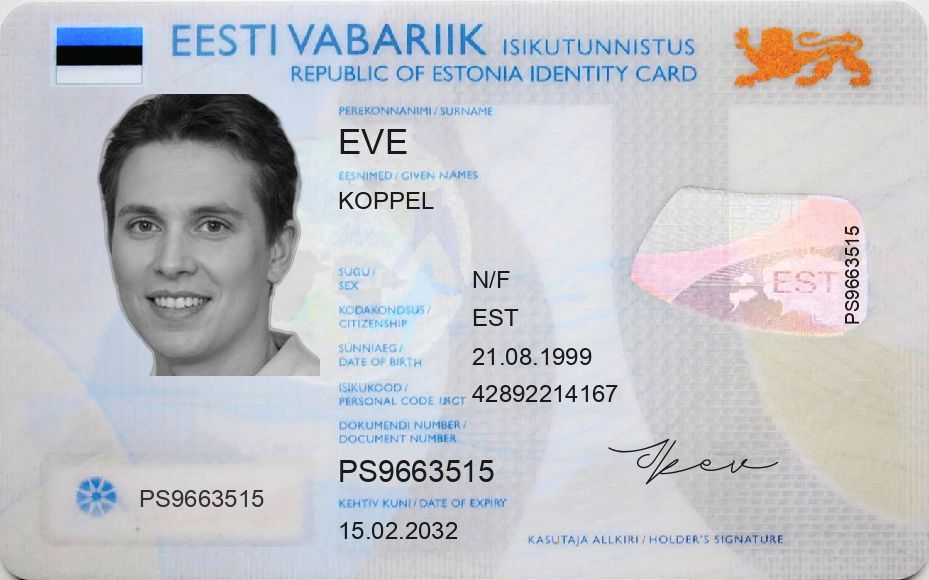 EESTI VABARIIK ISIKUTUNNISTUS
REPUBLIC OF ESTONIA IDENTITY CARD
PEREKONNANIMI / SURNAME
EVE
EESNIMED / GIVEN NAMES
KOPPEL
SUGU /
SEX
N/F
KODAKONDSUS /
CITIZENSHIP
EST
SÜNNIAEG /
DATE OF BIRTH
21.08.1999
ISIKUKOOD /
PERSONAL CODE
42892214167
DOKUMENDI NUMBER /
DOCUMENT NUMBER
PS9663515
KEHTIV KUNI / DATE OF EXPIRY
15.02.2032
PS9663515
EST
PS9663515
KASUTAJA ALLKIRI / HOLDER'S SIGNATURE